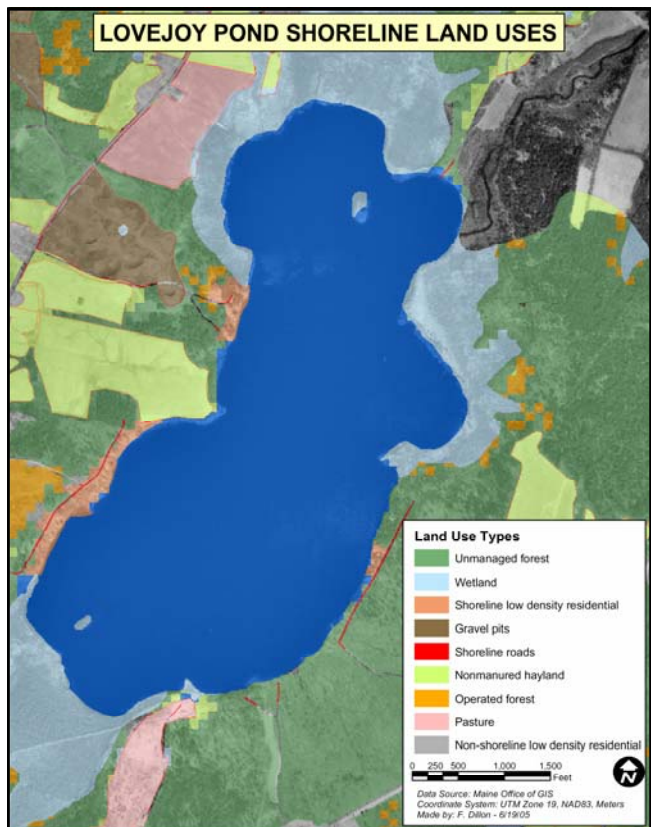 LOVEJOY POND SHORELINE LAND USES
Land Use Types
Unmanaged forest
Wetland
Shoreline low density residential
Gravel pits
Shoreline roads
Nonmanured hayland
Operated forest
Pasture
Non-shoreline low density residential
0 250 500 1,000 1,500
Feet
N
Data Source: Maine Office of GIS
Coordinate System: UTM Zone 19, NAD83, Meters
Made by: F. Dillon - 6/19/05